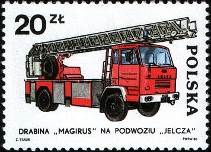 20 ZŁ
POLSKA
DRABINA „MAGIRUS" NA PODWOZIU „JELCZA"